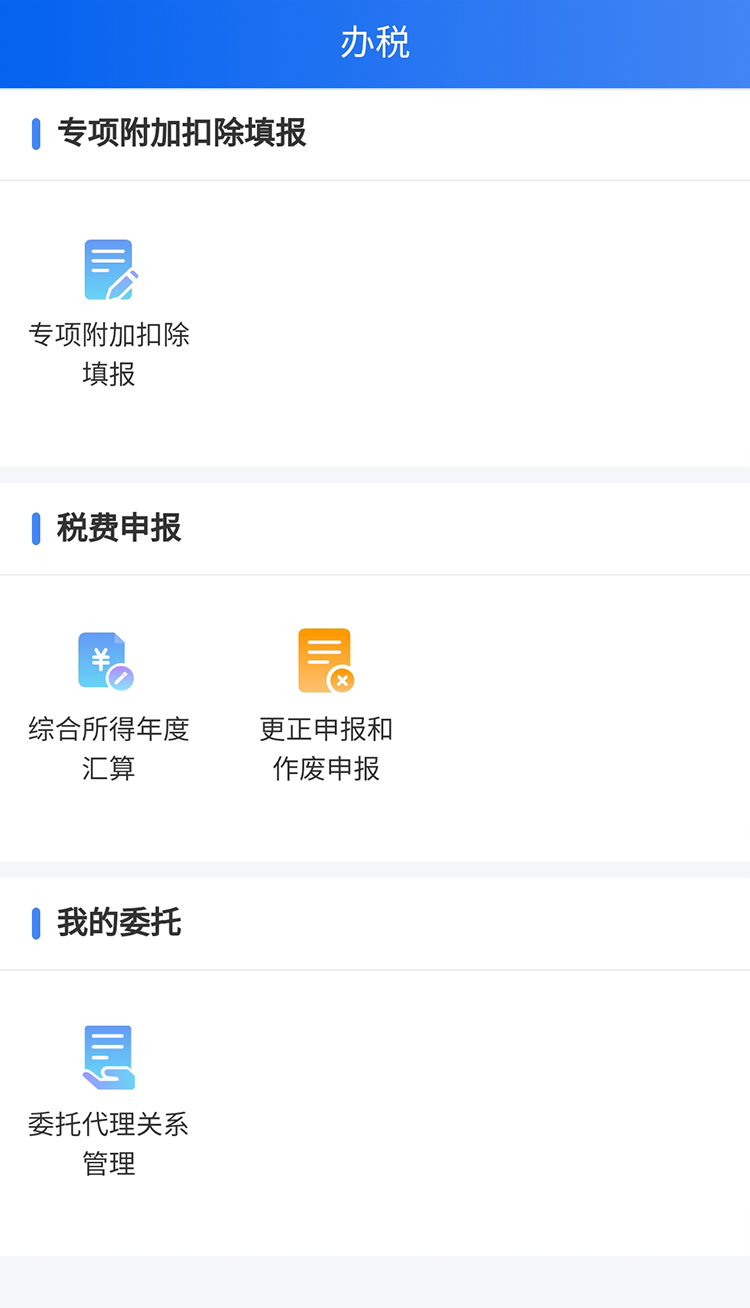 办税
专项附加扣除填报
专项附加扣除
填报
税费申报
综合所得年度
汇算
更正申报和
作废申报
我的委托
委托代理关系
管理